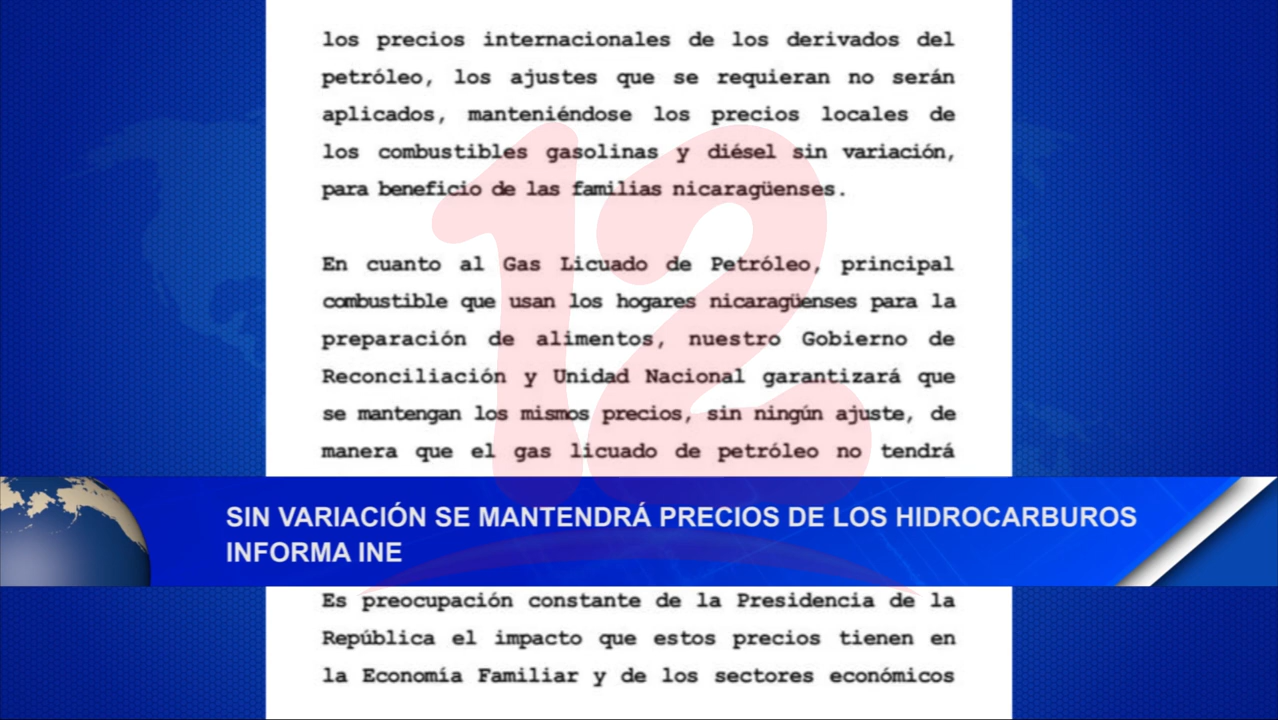 los precios internacionales de los derivados del
petróleo, los ajustes que se requieran no serán
aplicados, manteniéndose los precios locales de
los combustibles gasolinas y diésel sin variación,
para beneficio de las familias nicaragüenses.
En cuanto al Gas Licuado de Petróleo, principal
combustible que usan los hogares nicaragüenses para la
preparación de alimentos, nuestro Gobierno de
Reconciliación y Unidad Nacional garantizará que
se mantengan los mismos precios, sin ningún ajuste, de
manera que el gas licuado de petróleo no tendrá
12
SIN VARIACIÓN SE MANTENDRÁ PRECIOS DE LOS HIDROCARBUROS
INFORMA INE
Es preocupación constante de la Presidencia de la
República el impacto que estos precios tienen en
la Economía Familiar y de los sectores económicos